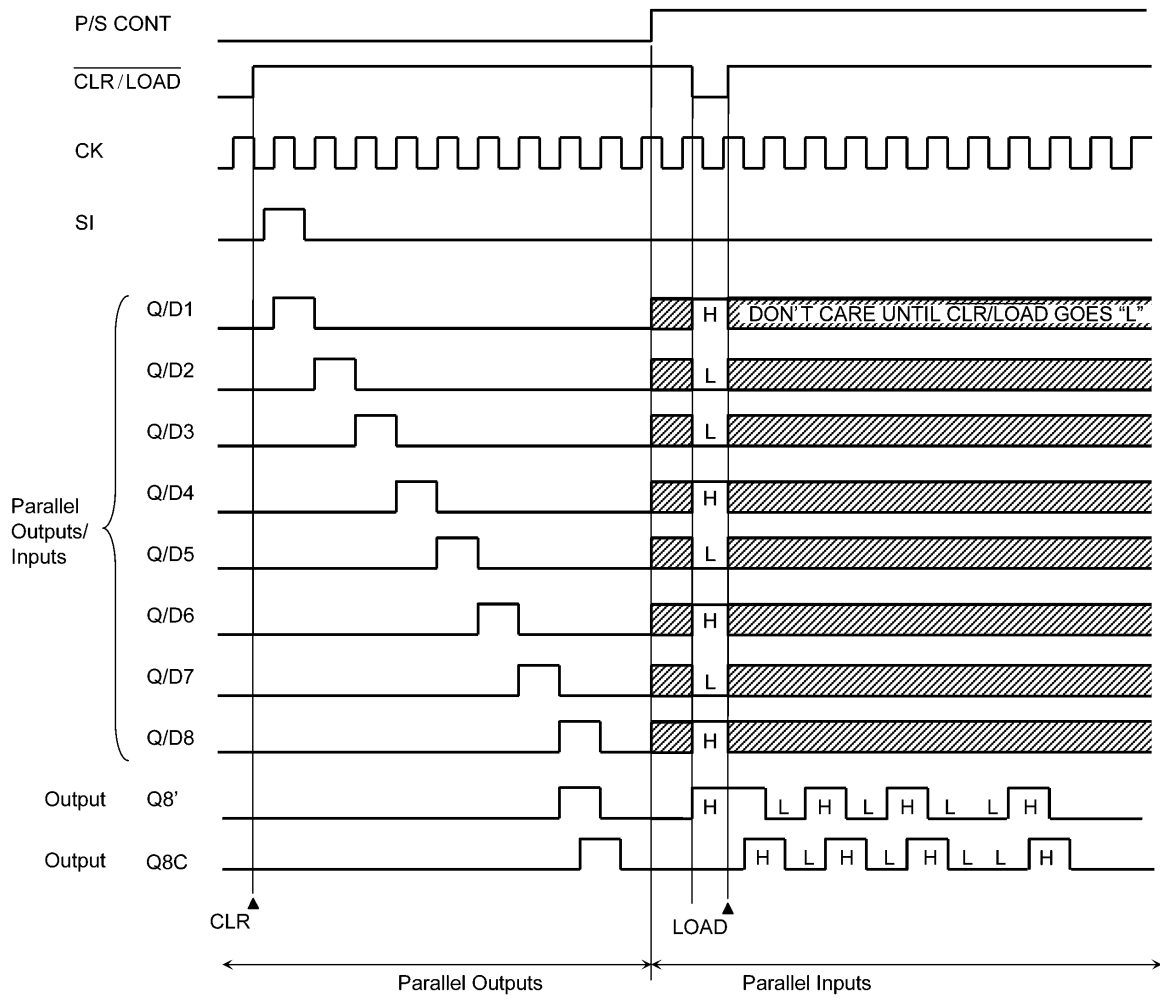 P/S CONT
CLR/LOAD
CK
SI
Q/D1 H DON'T CARE UNTIL CLR/LOAD GOES "L"
Q/D2 L
Q/D3 L
Q/D4 H
Parallel
Outputs/
Inputs
Q/D5 L
Q/D6 H
Q/D7 L
Q/D8 H
Output Q8' H L H L H L L H
Output Q8C H L H L H L L H
CLR
LOAD
Parallel Outputs
Parallel Inputs